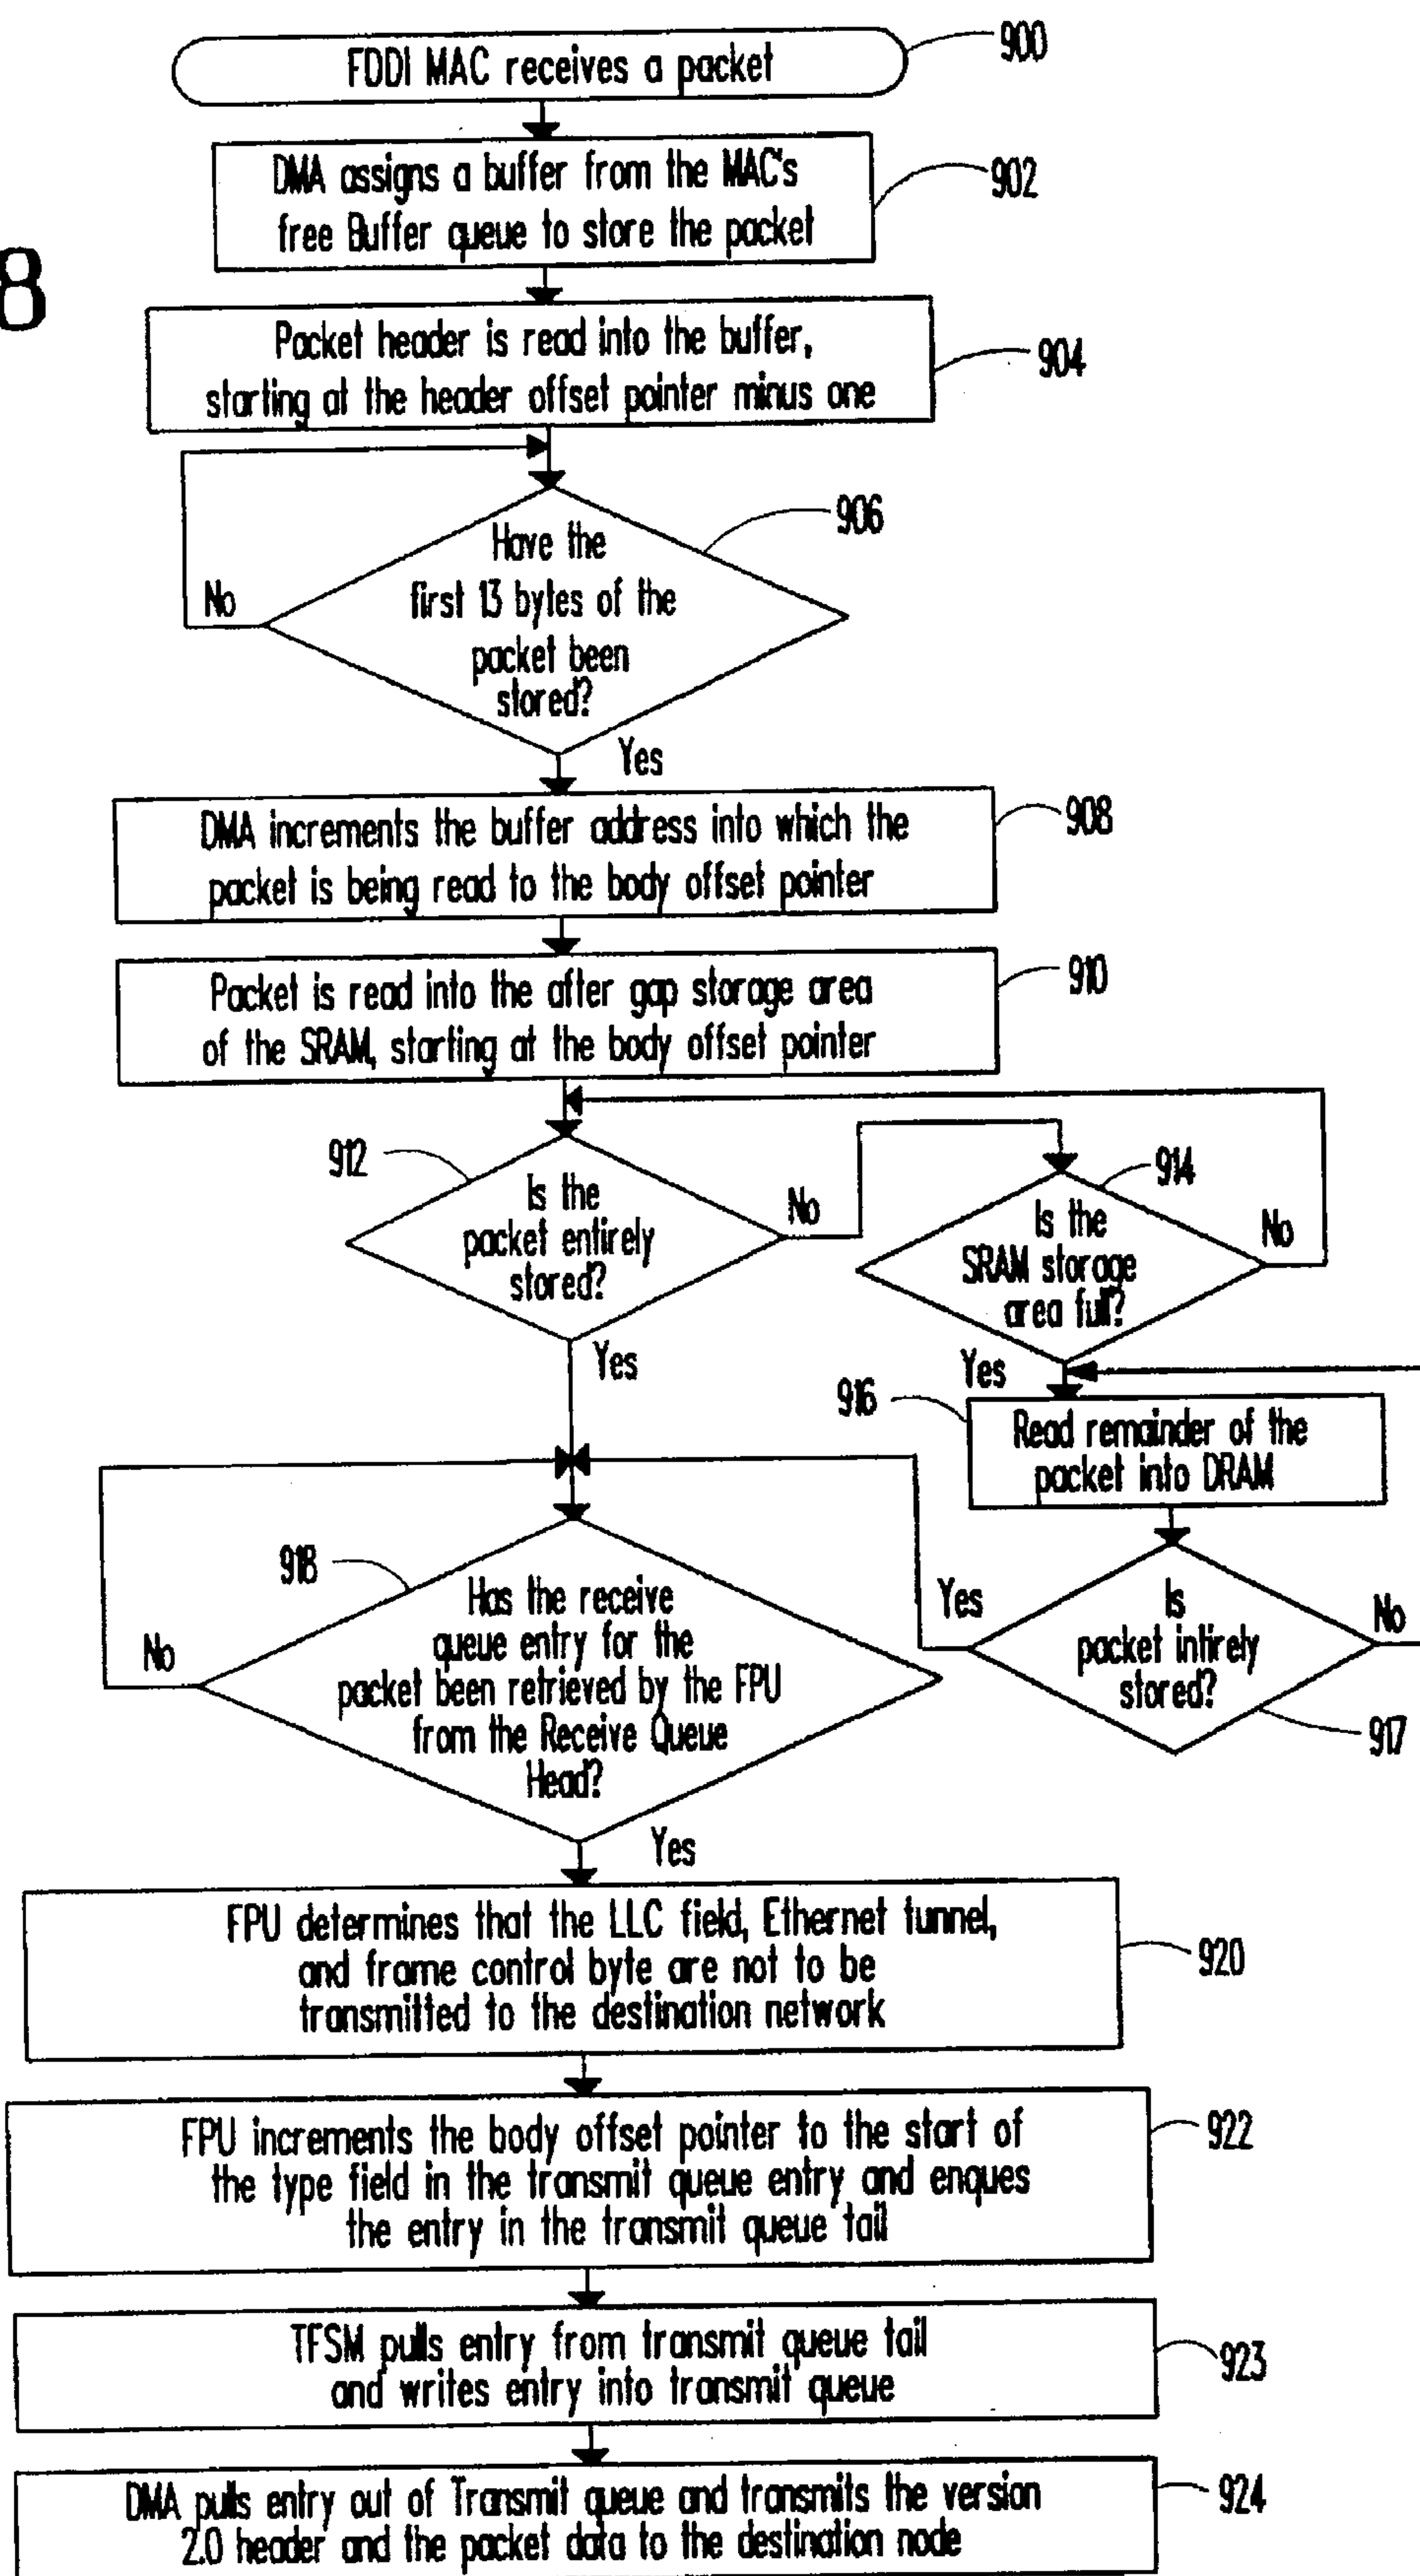 8
FDDI MAC receives a packet
900
DMA assigns a buffer from the MAC's
free Buffer queue to store the packet
902
Packet header is read into the buffer,
starting at the header offset pointer minus one
904
Have the
first 13 bytes of the
packet been
stored?
906
No
Yes
DMA increments the buffer address into which the
packet is being read to the body offset pointer
908
Packet is read into the after gap storage area
of the SRAM, starting at the body offset pointer
910
912
Is the
packet entirely
stored?
No
Yes
914
Is the
SRAM storage
area full?
No
Yes
916
Read remainder of the
packet into DRAM
Is
packet intirely
stored?
Yes
No
917
918
Has the receive
queue entry for the
packet been retrieved by the FPU
from the Receive Queue
Head?
No
Yes
FPU determines that the LLC field, Ethernet tunnel,
and frame control byte are not to be
transmitted to the destination network
920
FPU increments the body offset pointer to the start of
the type field in the transmit queue entry and enques
the entry in the transmit queue tail
922
TFSM pulls entry from transmit queue tail
and writes entry into transmit queue
923
DMA pulls entry out of Transmit queue and transmits the version
2.0 header and the packet data to the destination node
924